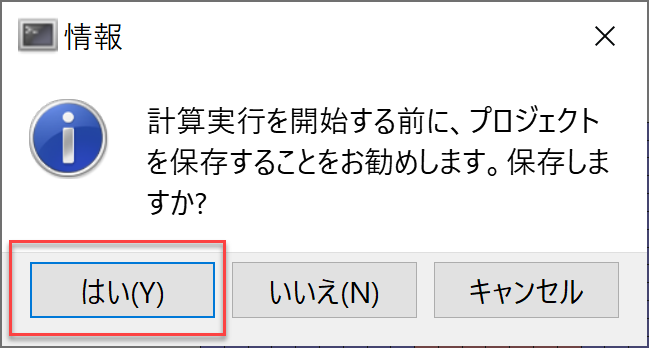 情報
計算実行を開始する前に、プロジェクト
を保存することをお勧めします。保存しま
すか?
はい(Y)
いいえ(N)
キャンセル